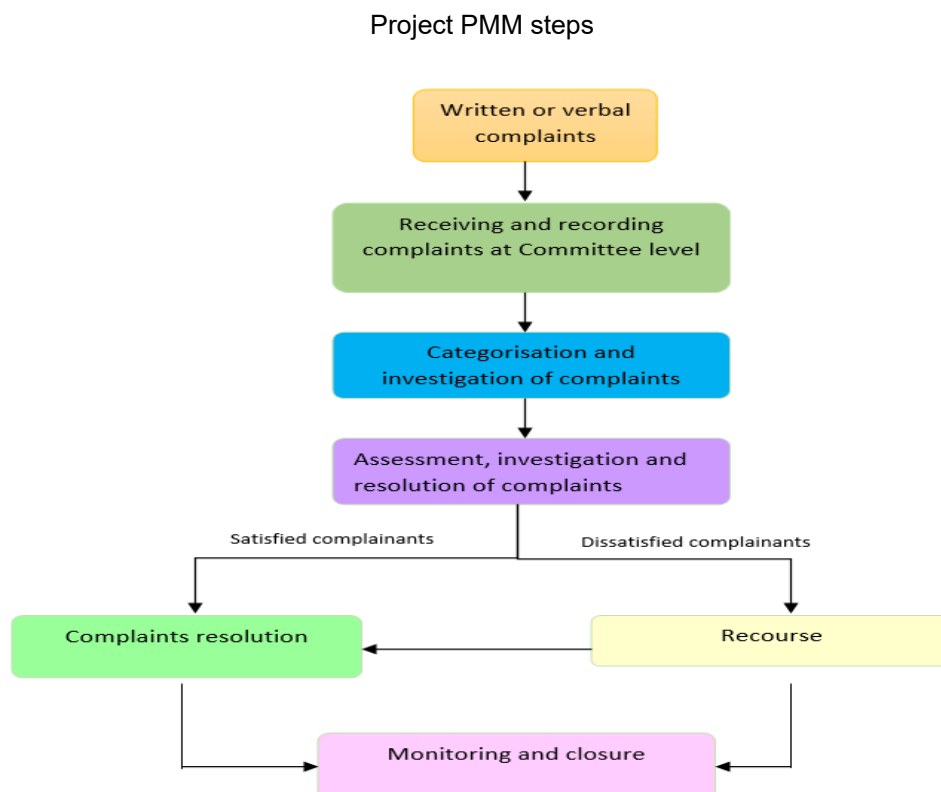 Project PMM steps
Written or verbal
complaints
Receiving and recording
complaints at Committee level
Categorisation and
investigation of complaints
Assessment, investigation and
resolution of complaints
Satisfied complainants
Dissatisfied complainants
Complaints resolution
Recourse
Monitoring and closure